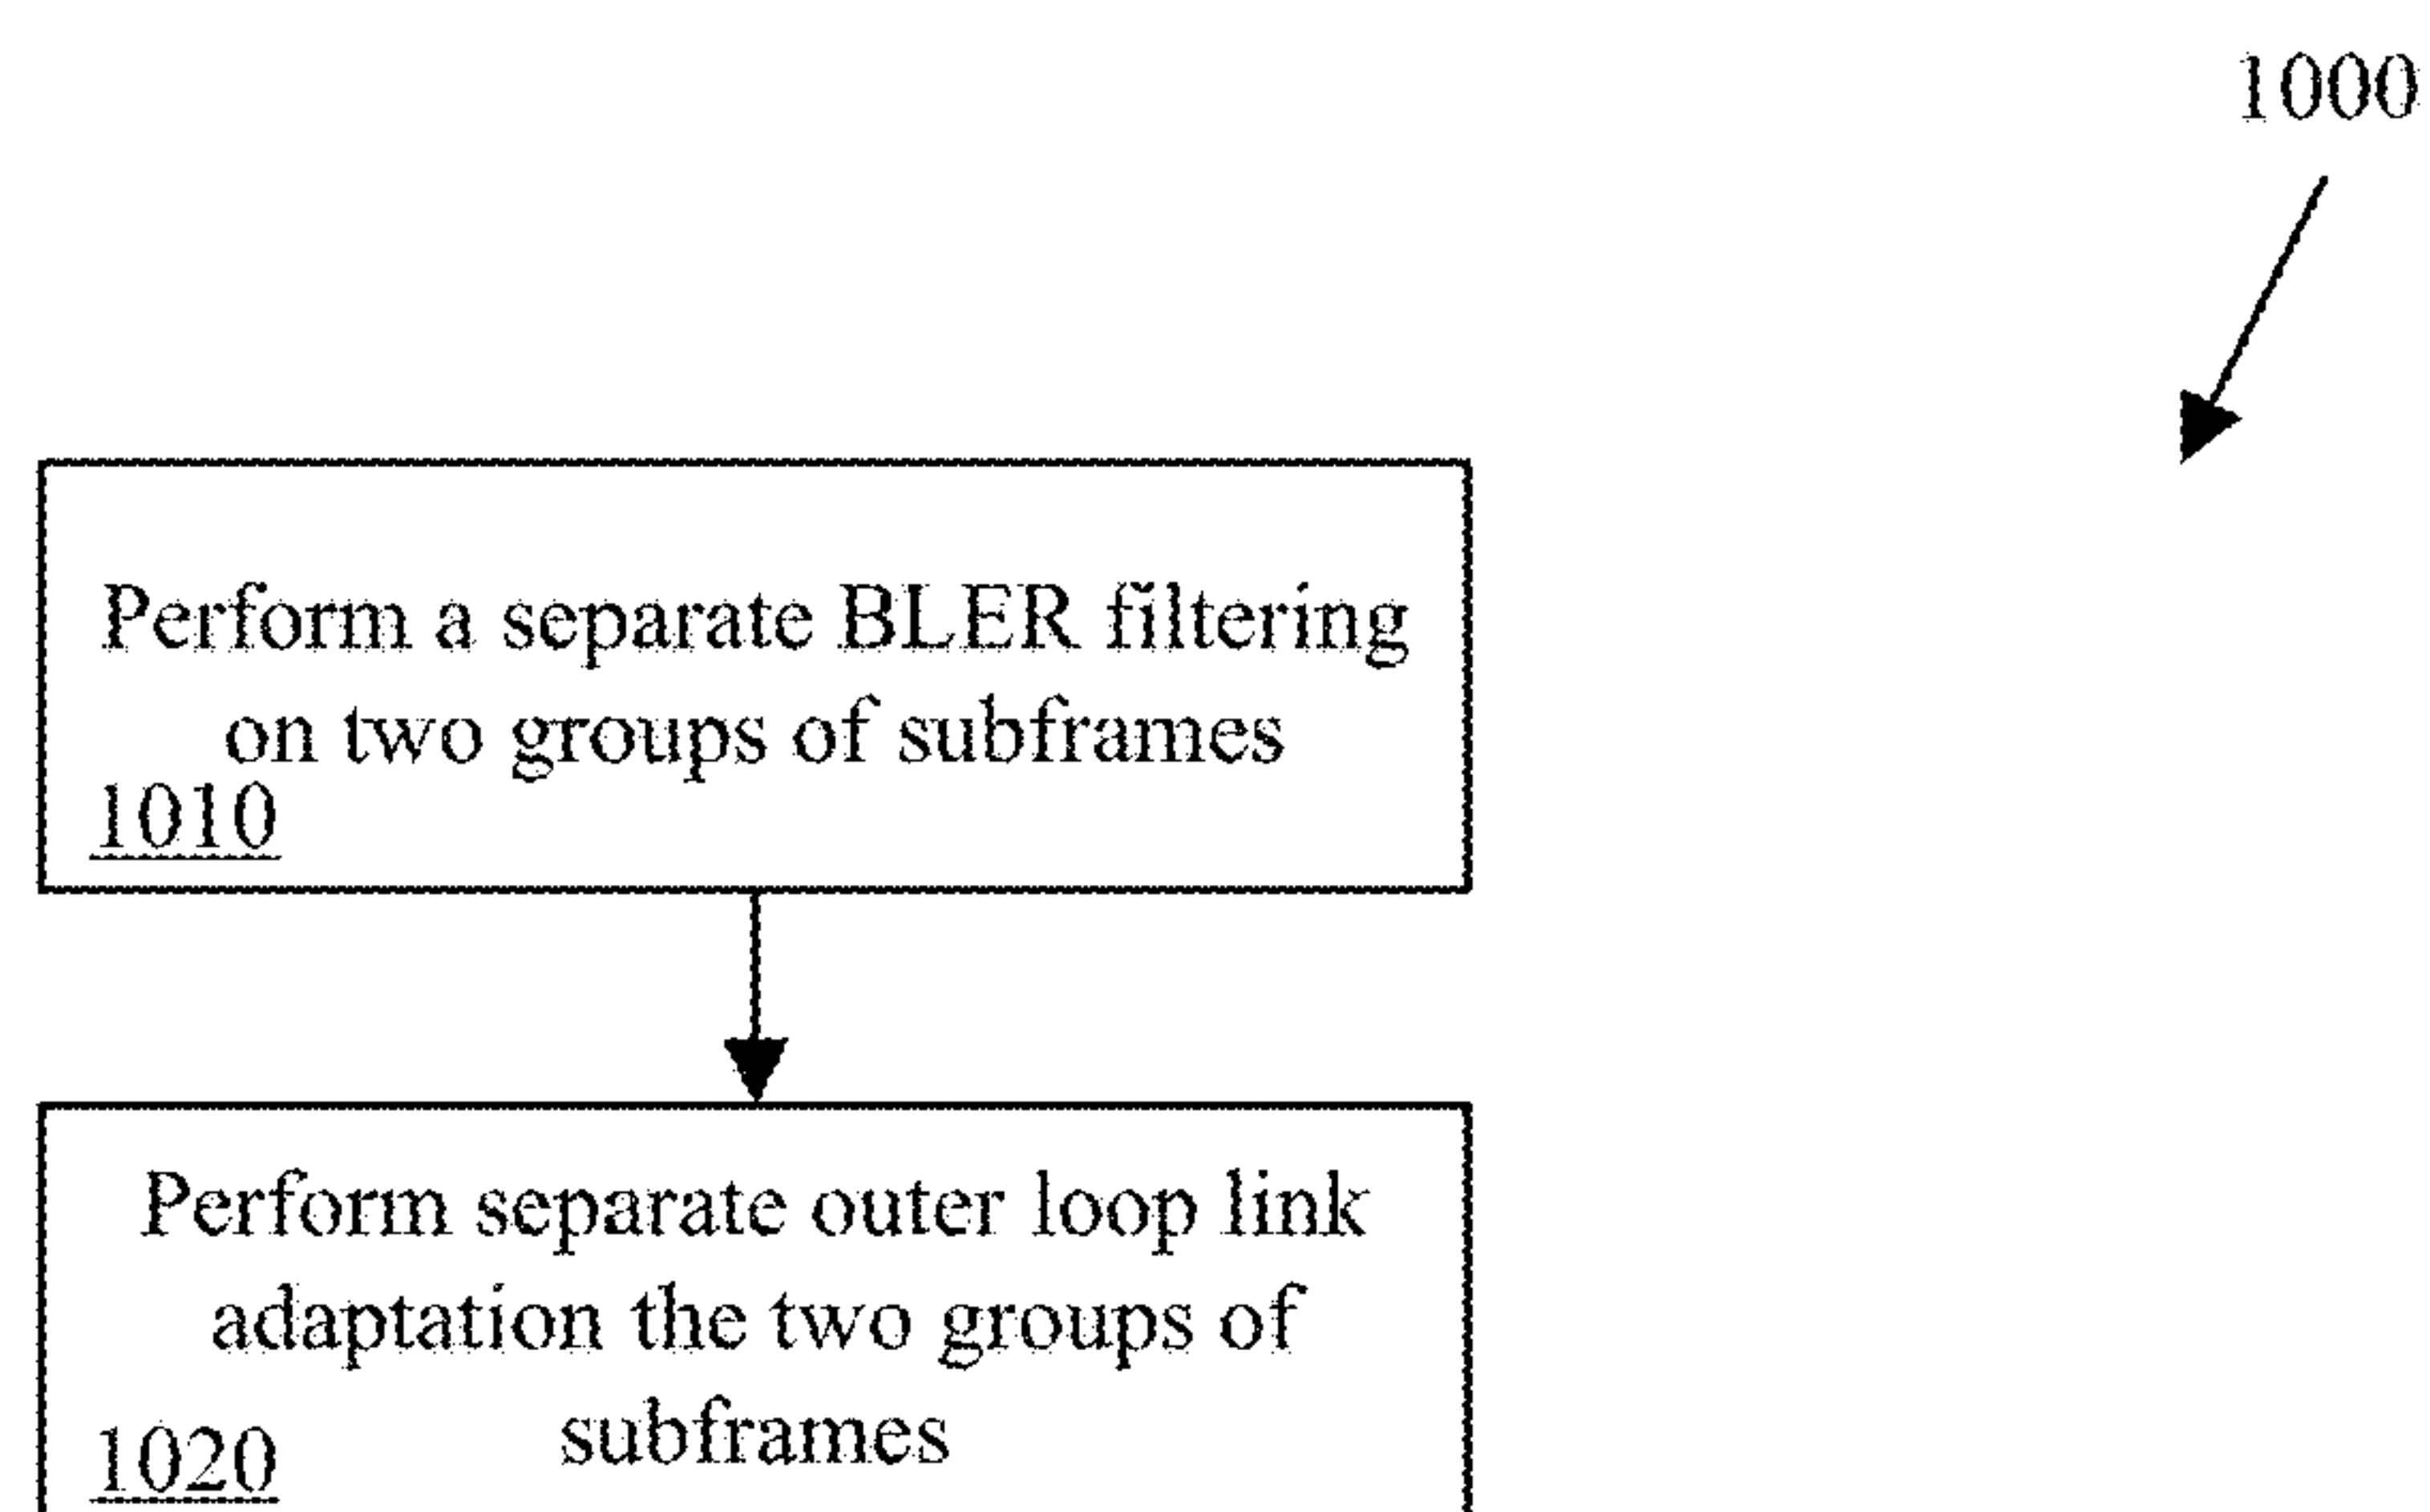 1000
Perform a separate BLER filtering
on two groups of subframes
1010
Perform separate outer loop link
adaptation the two groups of
subframes
1020